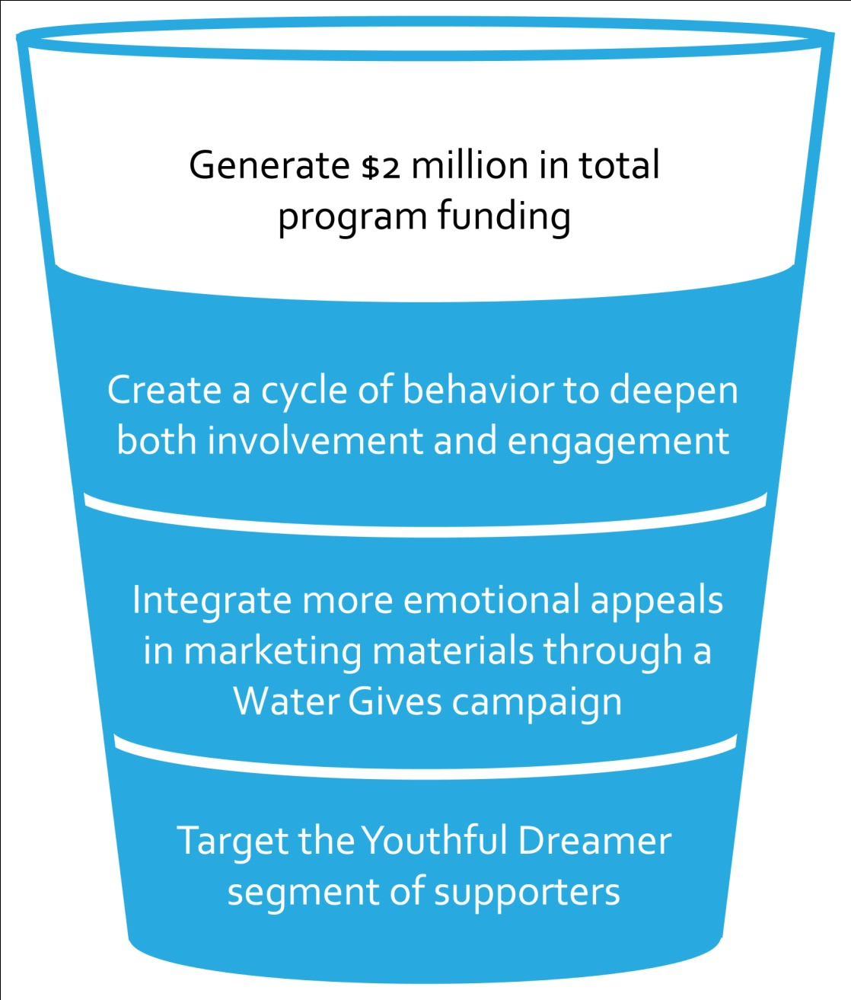 Generate $2 million in total
program funding
Create a cycle of behavior to deepen
both involvement and engagement
Integrate more emotional appeals
in marketing materials through a
Water Gives campaign
Target the Youthful Dreamer
segment of supporters